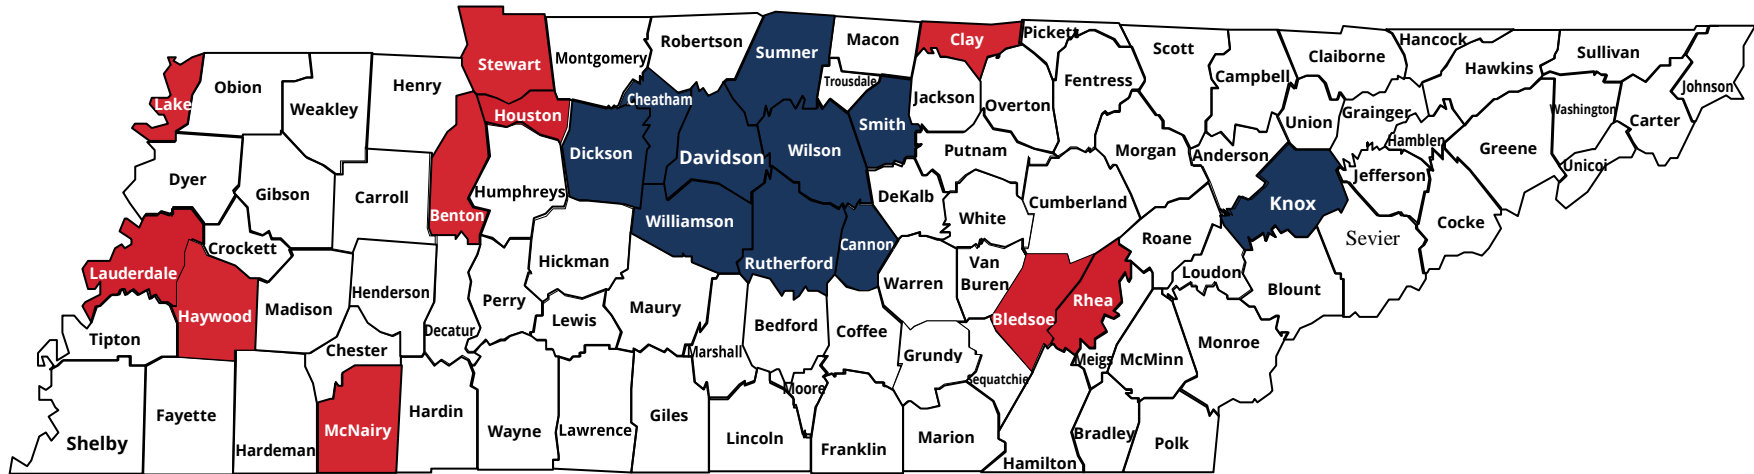 Pickett
Hancock
Robertson
Macon
Clay
Scott
Sumner
Sullivan
Claiborne
Montgomery
Stewart
Hawkins
Campbell
Fentress
Trousdale
Henry
Obion
Johnson
Jackson
Overton
Cheatham
Lake
Weakley
Washington
Grainger
Houston
Carter
Union
Smith
Hamblen
Greene
Dickson
Davidson
Wilson
Putnam
Morgan
Anderson
Unicoi
Jefferson
Dyer
Humphreys
Gibson
Carroll
DeKalb
Cumberland
Knox
Benton
White
Williamson
Cocke
Roane
Sevier
Cannon
Crockett
Hickman
Rutherford
Van
Buren
Loudon
Lauderdale
Warren
Blount
Henderson
Perry
Rhea
Maury
Madison
Haywood
Lewis
Bledsoe
Bedford
Coffee
Decatur
Tipton
Monroe
Chester
Marshall
Grundy
Meigs
McMinn
Sequatchie
Moore
Hardin
Fayette
Giles
McNairy
Wayne
Lawrence
Bradley
Lincoln
Marion
Shelby
Polk
Hardeman
Franklin
Hamilton